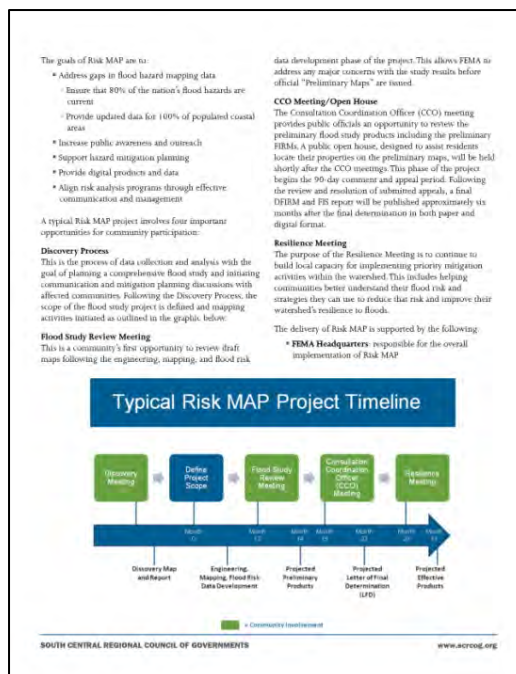 The goals of Risk MAP are to:
▪ Address gaps in flood hazard mapping data
◦ Ensure that 80% of the nation's flood hazards are
current
◦ Provide updated data for 100% of populated coastal
areas
▪ Increase public awareness and outreach
▪ Support hazard mitigation planning
▪ Provide digital products and data
▪ Align risk analysis programs through effective
communication and management
A typical Risk MAP project involves four important
opportunities for community participation:
Discovery Process
This is the process of data collection and analysis with the
goal of planning a comprehensive flood study and initiating
communication and mitigation planning discussions with
affected communities. Following the Discovery Process, the
scope of the flood study project is defined and mapping
activities initiated as outlined in the graphic below:
Flood Study Review Meeting
This is a community's first opportunity to review draft
maps following the engineering, mapping, and flood risk
data development phase of the project. This allows FEMA to
address any major concerns with the study results before
official "Preliminary Maps" are issued.
CCO Meeting/Open House
The Consultation Coordination Officer (CCO) meeting
provides public officials an opportunity to review the
preliminary flood study products including the preliminary
FIRMs. A public open house, designed to assist residents
locate their properties on the preliminary maps, will be held
shortly after the CCO meetings. This phase of the project
begins the 90-day comment and appeal period. Following
the review and resolution of submitted appeals, a final
DFIRM and FIS report will be published approximately six
months after the final determination in both paper and
digital format.
Resilience Meeting
The purpose of the Resilience Meeting is to continue to
build local capacity for implementing priority mitigation
activities within the watershed. This includes helping
communities better understand their flood risk and
strategies they can use to reduce that risk and improve their
watershed's resilience to floods.
The delivery of Risk MAP is supported by the following:
▪ FEMA Headquarters: responsible for the overall
implementation of Risk MAP
Typical Risk MAP Project Timeline
Discovery
Meeting
Define
Project
Scope
Flood Study
Review
Meeting
Consultation
Coordination
Officer
(CCO)
Meeting
Resilience
Meeting
Month
Month
Month
Month
Month
Month
Month
Discovery Map
and Report
Engineering,
Mapping, Flood Risk
Data Development
Projected
Preliminary
Products
Projected
Letter of Final
Determination
(LFD)
Projected
Effective
Products
= Community Involvement
SOUTH CENTRAL REGIONAL COUNCIL OF GOVERNMENTS www.scrcog.org